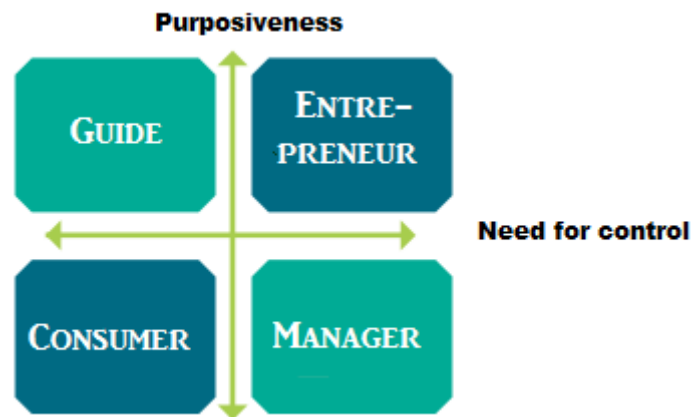 Purposiveness
GUIDE
ENTRE-
PRENEUR
Need for control
CONSUMER
MANAGER